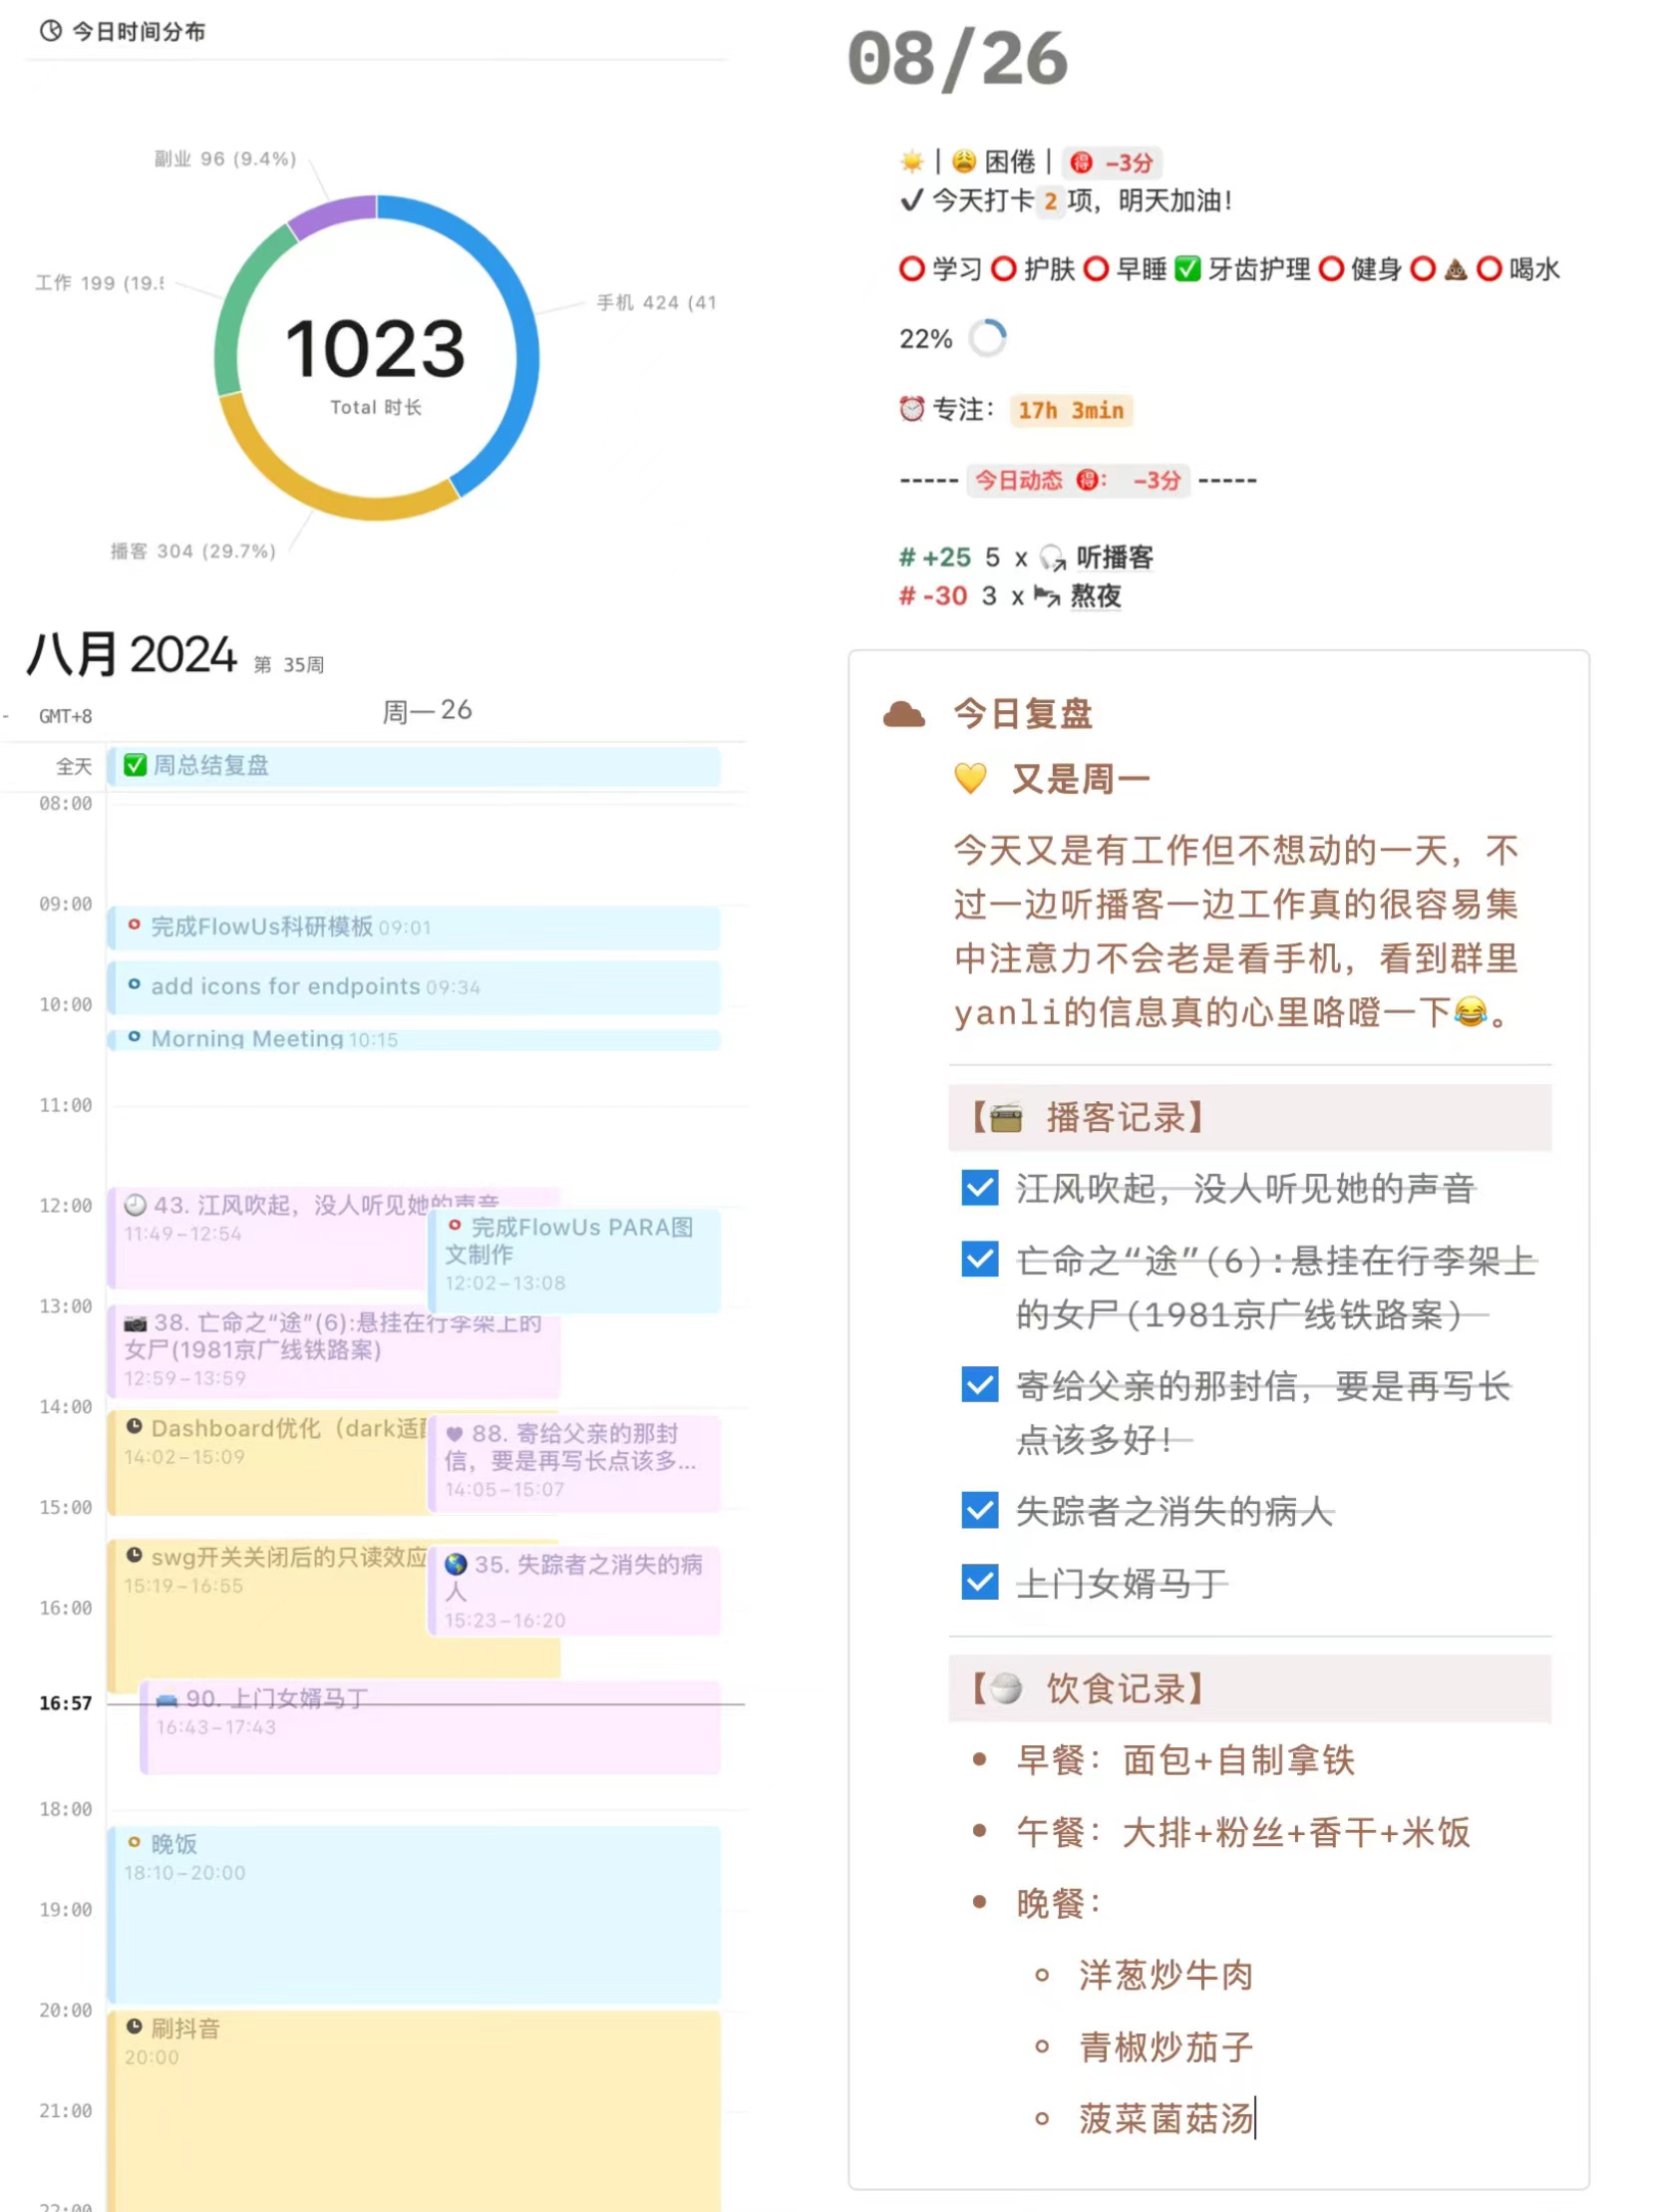 今日时间分布
副业 96 (9.4%)
工作 199 (19.5
手机 424 (41
1023
Total 时长
播客 304 (29.7%)
八月 2024 第 35周
GMT+8
周一 26
全天
✅ 周总结复盘
08:00
09:00
完成FlowUs科研模板 09:01
add icons for endpoints 09:34
10:00
Morning Meeting 10:15
11:00
12:00
43. 江风吹起，没人听见她的声音
11:49–12:54
完成FlowUs PARA图
文制作
12:02–13:08
13:00
38. 亡命之“途”(6):悬挂在行李架上的
女尸(1981京广线铁路案)
12:59–13:59
14:00
Dashboard优化（dark适
14:02–15:09
88. 寄给父亲的那封
信，要是再写长点该多...
14:05–15:07
15:00
swg开关关闭后的只读效应
15:19–16:55
35. 失踪者之消失的病
人
15:23–16:20
16:00
16:57
90. 上门女婿马丁
16:43–17:43
18:00
晚饭
18:10–20:00
19:00
20:00
刷抖音
20:00
21:00
22:00
08/26
☀️ | 😩 困倦 | 🉐 -3分
✔ 今天打卡 2 项，明天加油！
⭕ 学习 ⭕ 护肤 ⭕ 早睡 ✅ 牙齿护理 ⭕ 健身 ⭕ 💩 ⭕ 喝水
22%
⏰ 专注： 17h 3min
----- 今日动态 🉐： -3分 -----
# +25 5 x 听播客
# -30 3 x 熬夜
今日复盘
💛 又是周一
今天又是有工作但不想动的一天，不
过一边听播客一边工作真的很容易集
中注意力不会老是看手机，看到群里
yanli的信息真的心里咯噔一下😂。
【📻 播客记录】
江风吹起，没人听见她的声音
亡命之“途”(6):悬挂在行李架上
的女尸(1981京广线铁路案)
寄给父亲的那封信，要是再写长
点该多好！
失踪者之消失的病人
上门女婿马丁
【🍚 饮食记录】
• 早餐：面包+自制拿铁
• 午餐：大排+粉丝+香干+米饭
• 晚餐：
洋葱炒牛肉
青椒炒茄子
菠菜菌菇汤